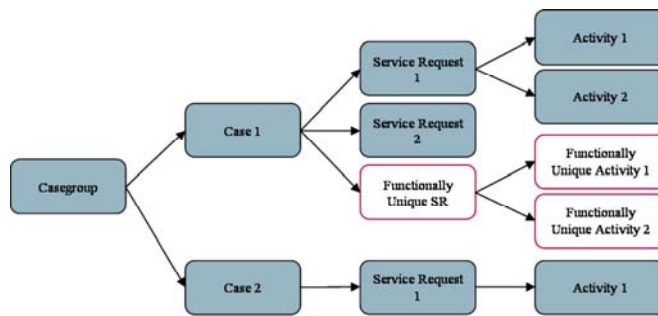 Activity 1
Service Request
1
Activity 2
Case 1
Service Request
2
Functionally
Unique Activity 1
Casegroup
Functionally
Unique SR
Functionally
Unique Activity 2
Case 2
Service Request
1
Activity 1